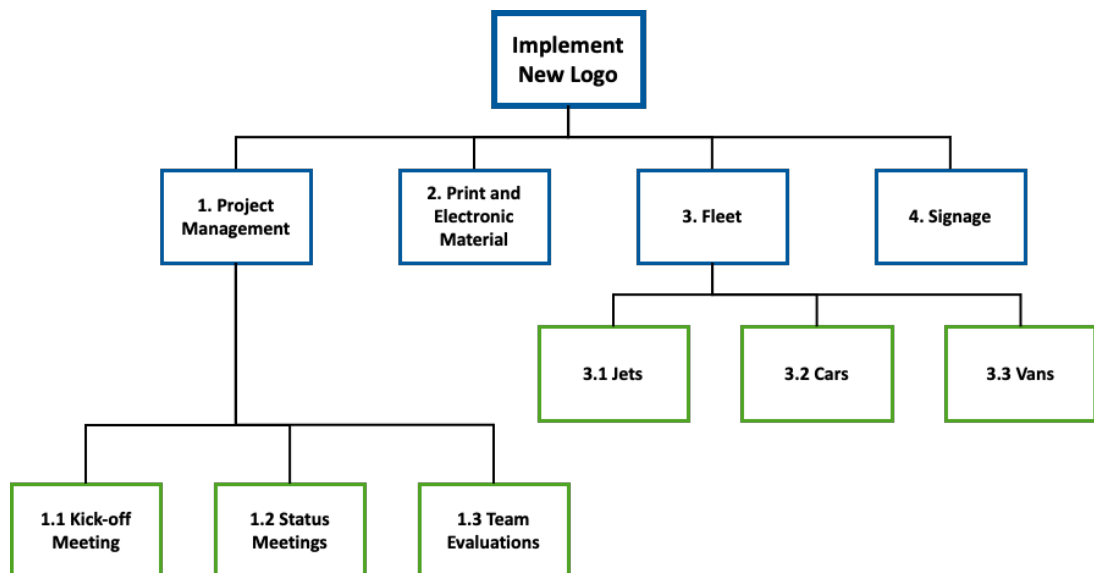 Implement
New Logo
1. Project
Management
2. Print and
Electronic
Material
3. Fleet
4. Signage
3.1 Jets
3.2 Cars
3.3 Vans
1.1 Kick-off
Meeting
1.2 Status
Meetings
1.3 Team
Evaluations